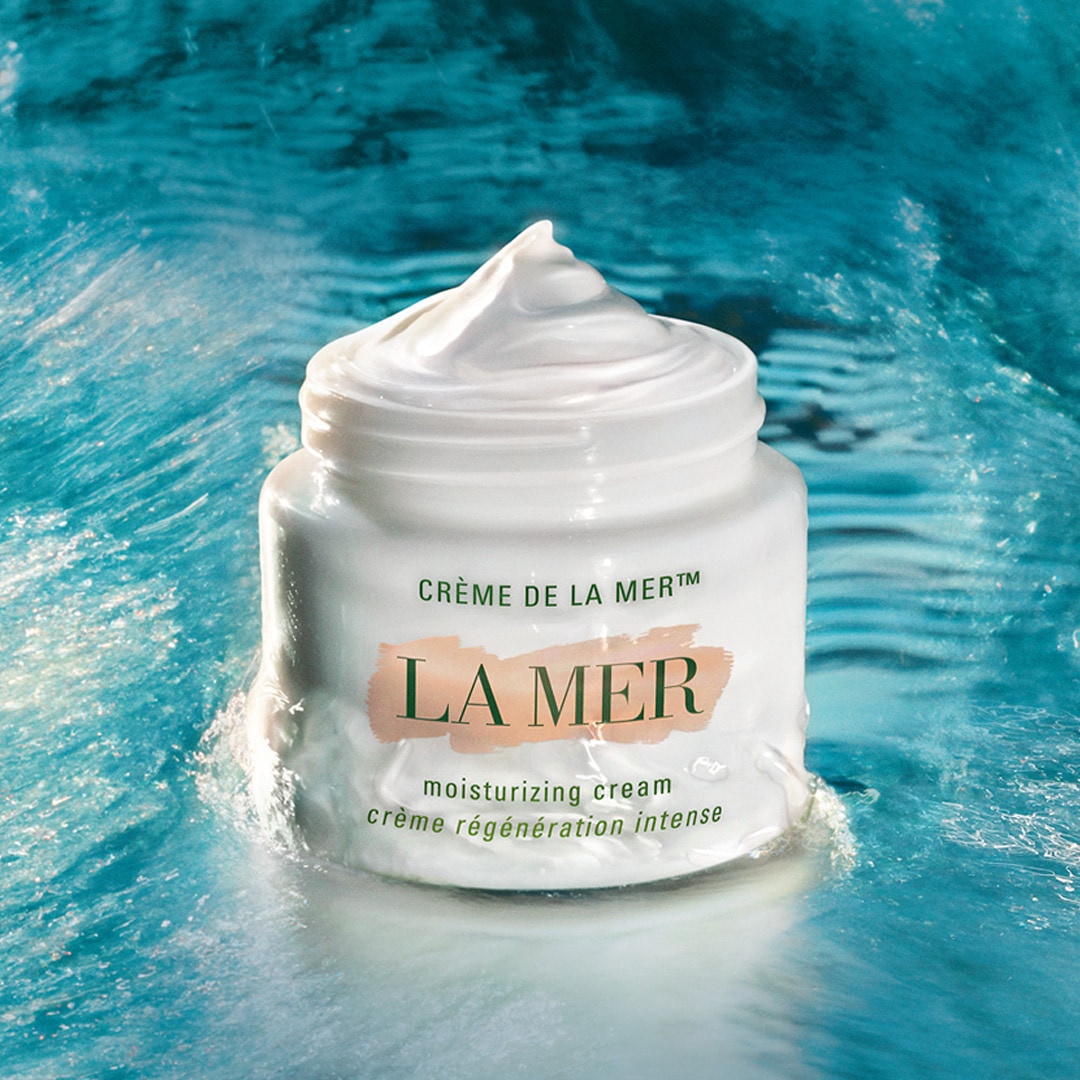 CRÈME DE LA MER™
LA MER
moisturizing cream
crème régénération intense